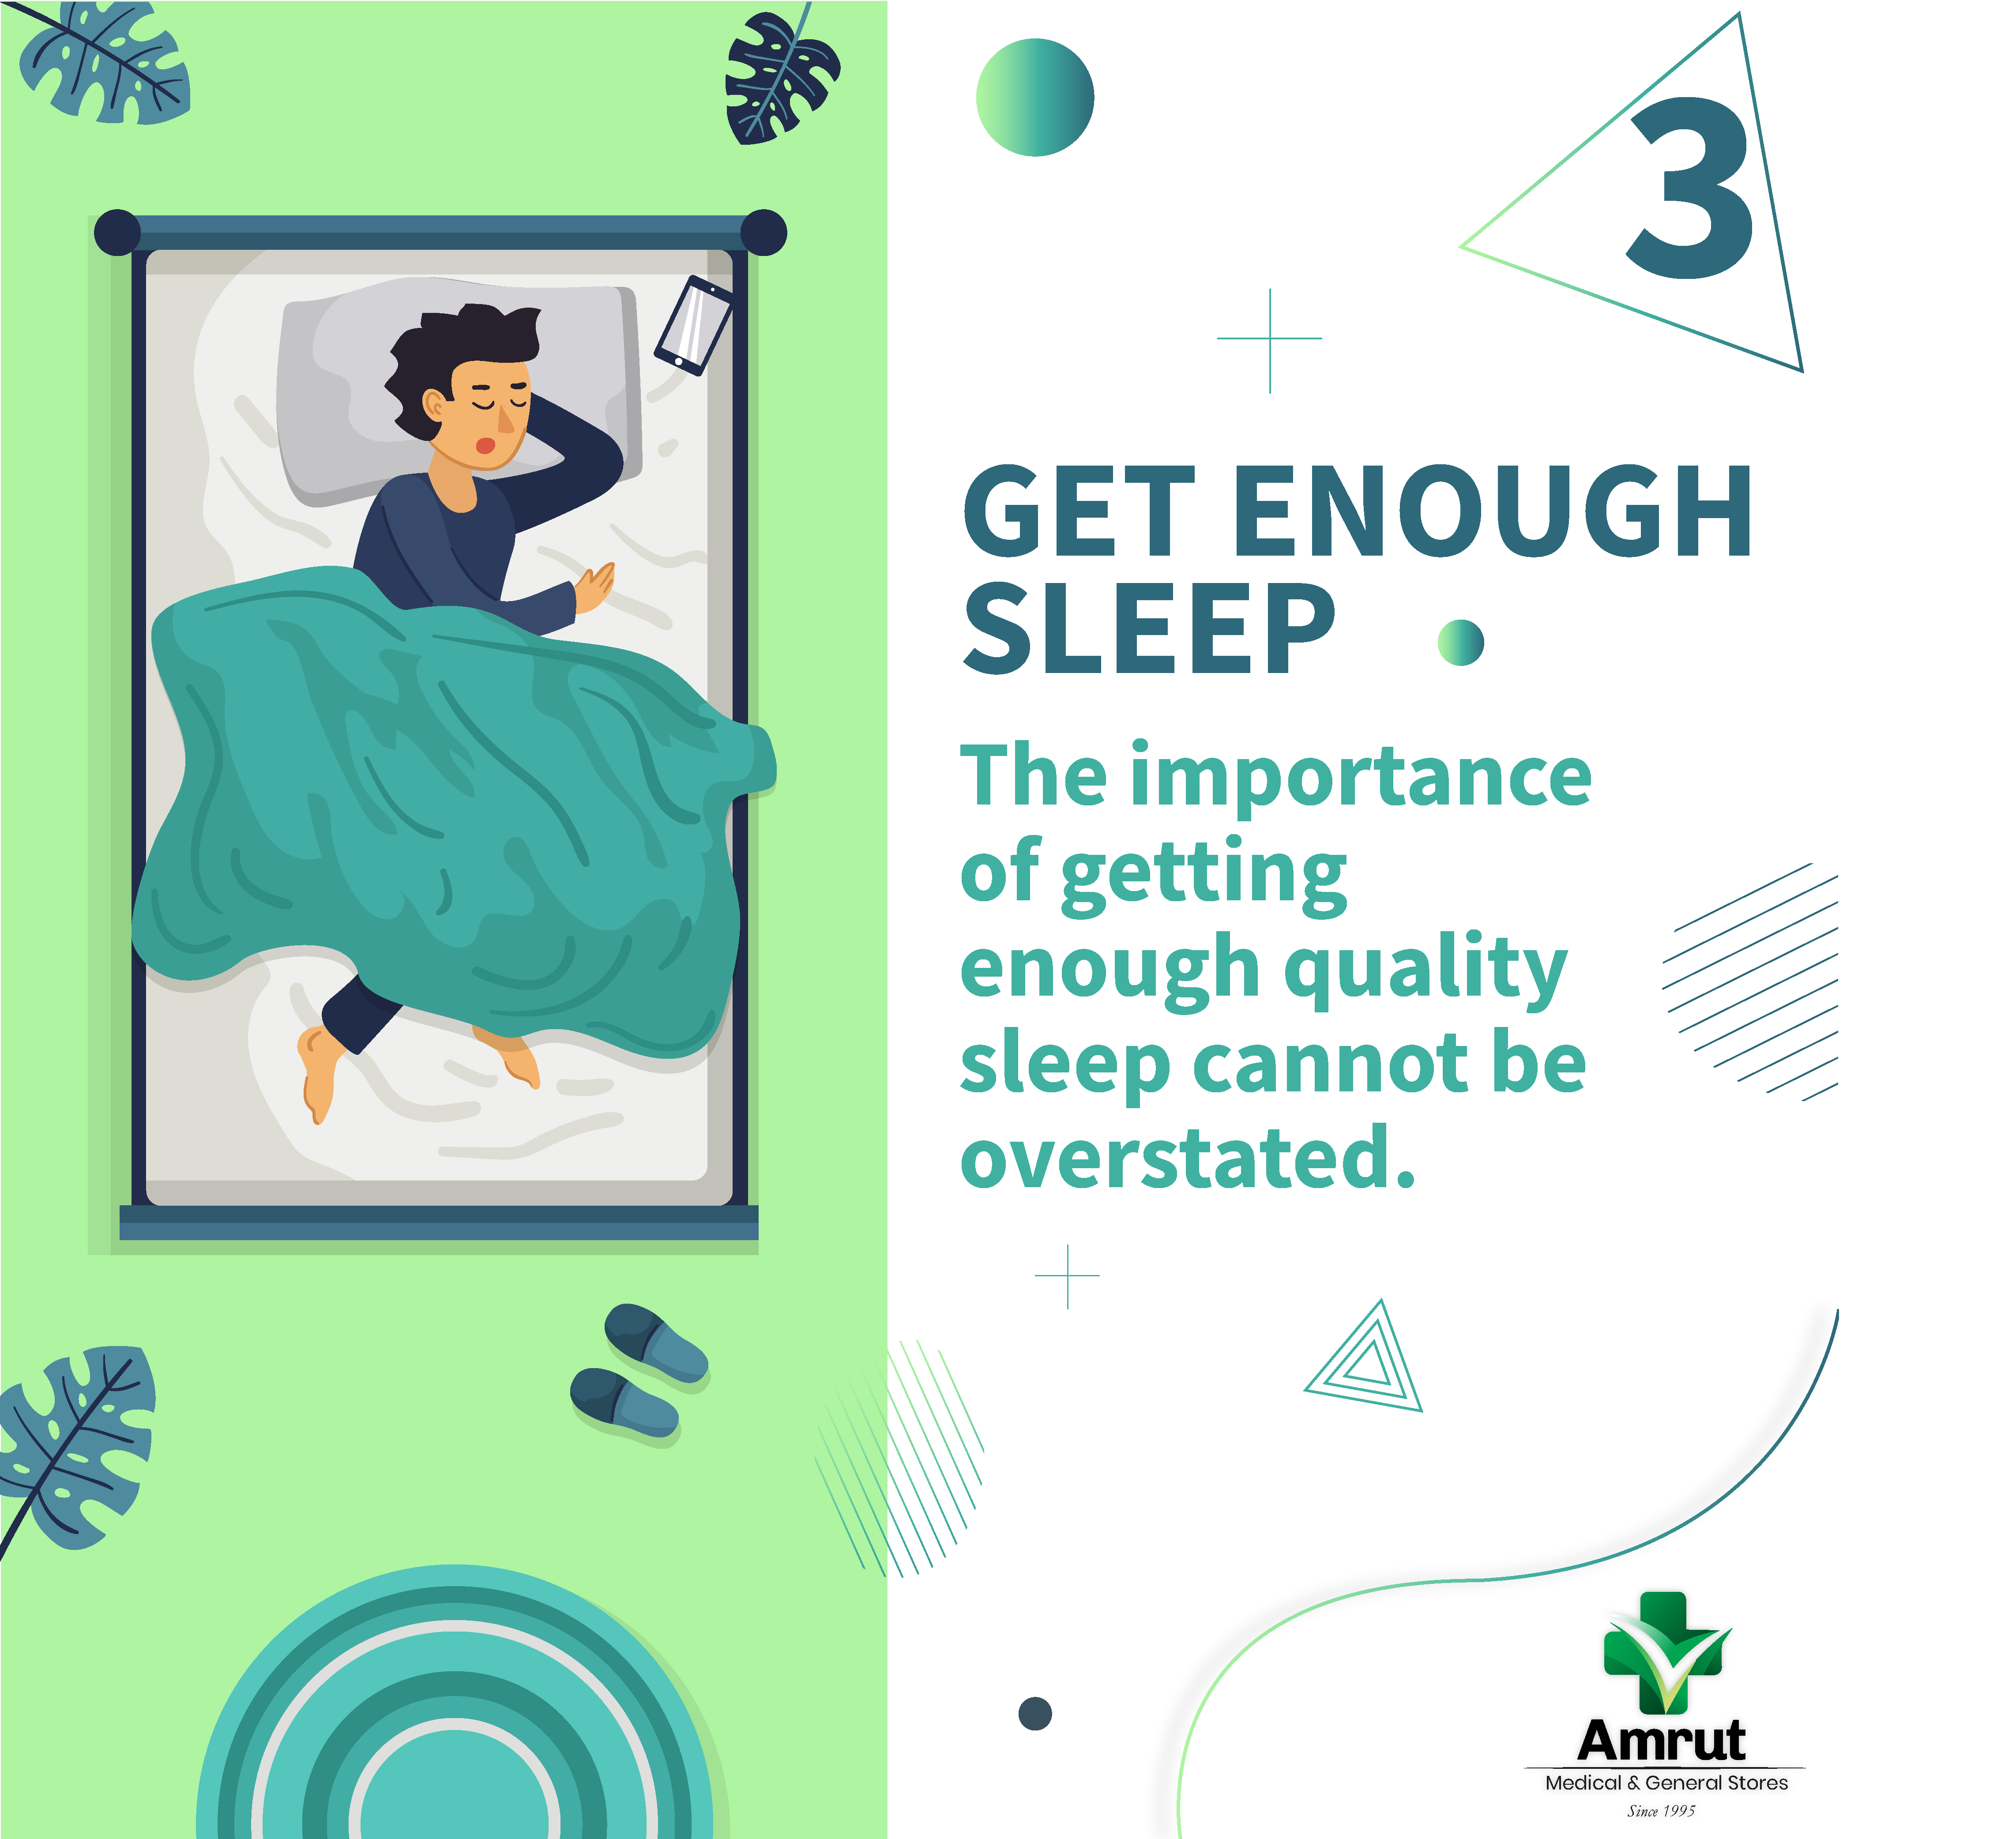 3
GET ENOUGH
SLEEP
The importance
of getting
enough quality
sleep cannot be
overstated.
Amrut
Medical & General Stores
Since 1995